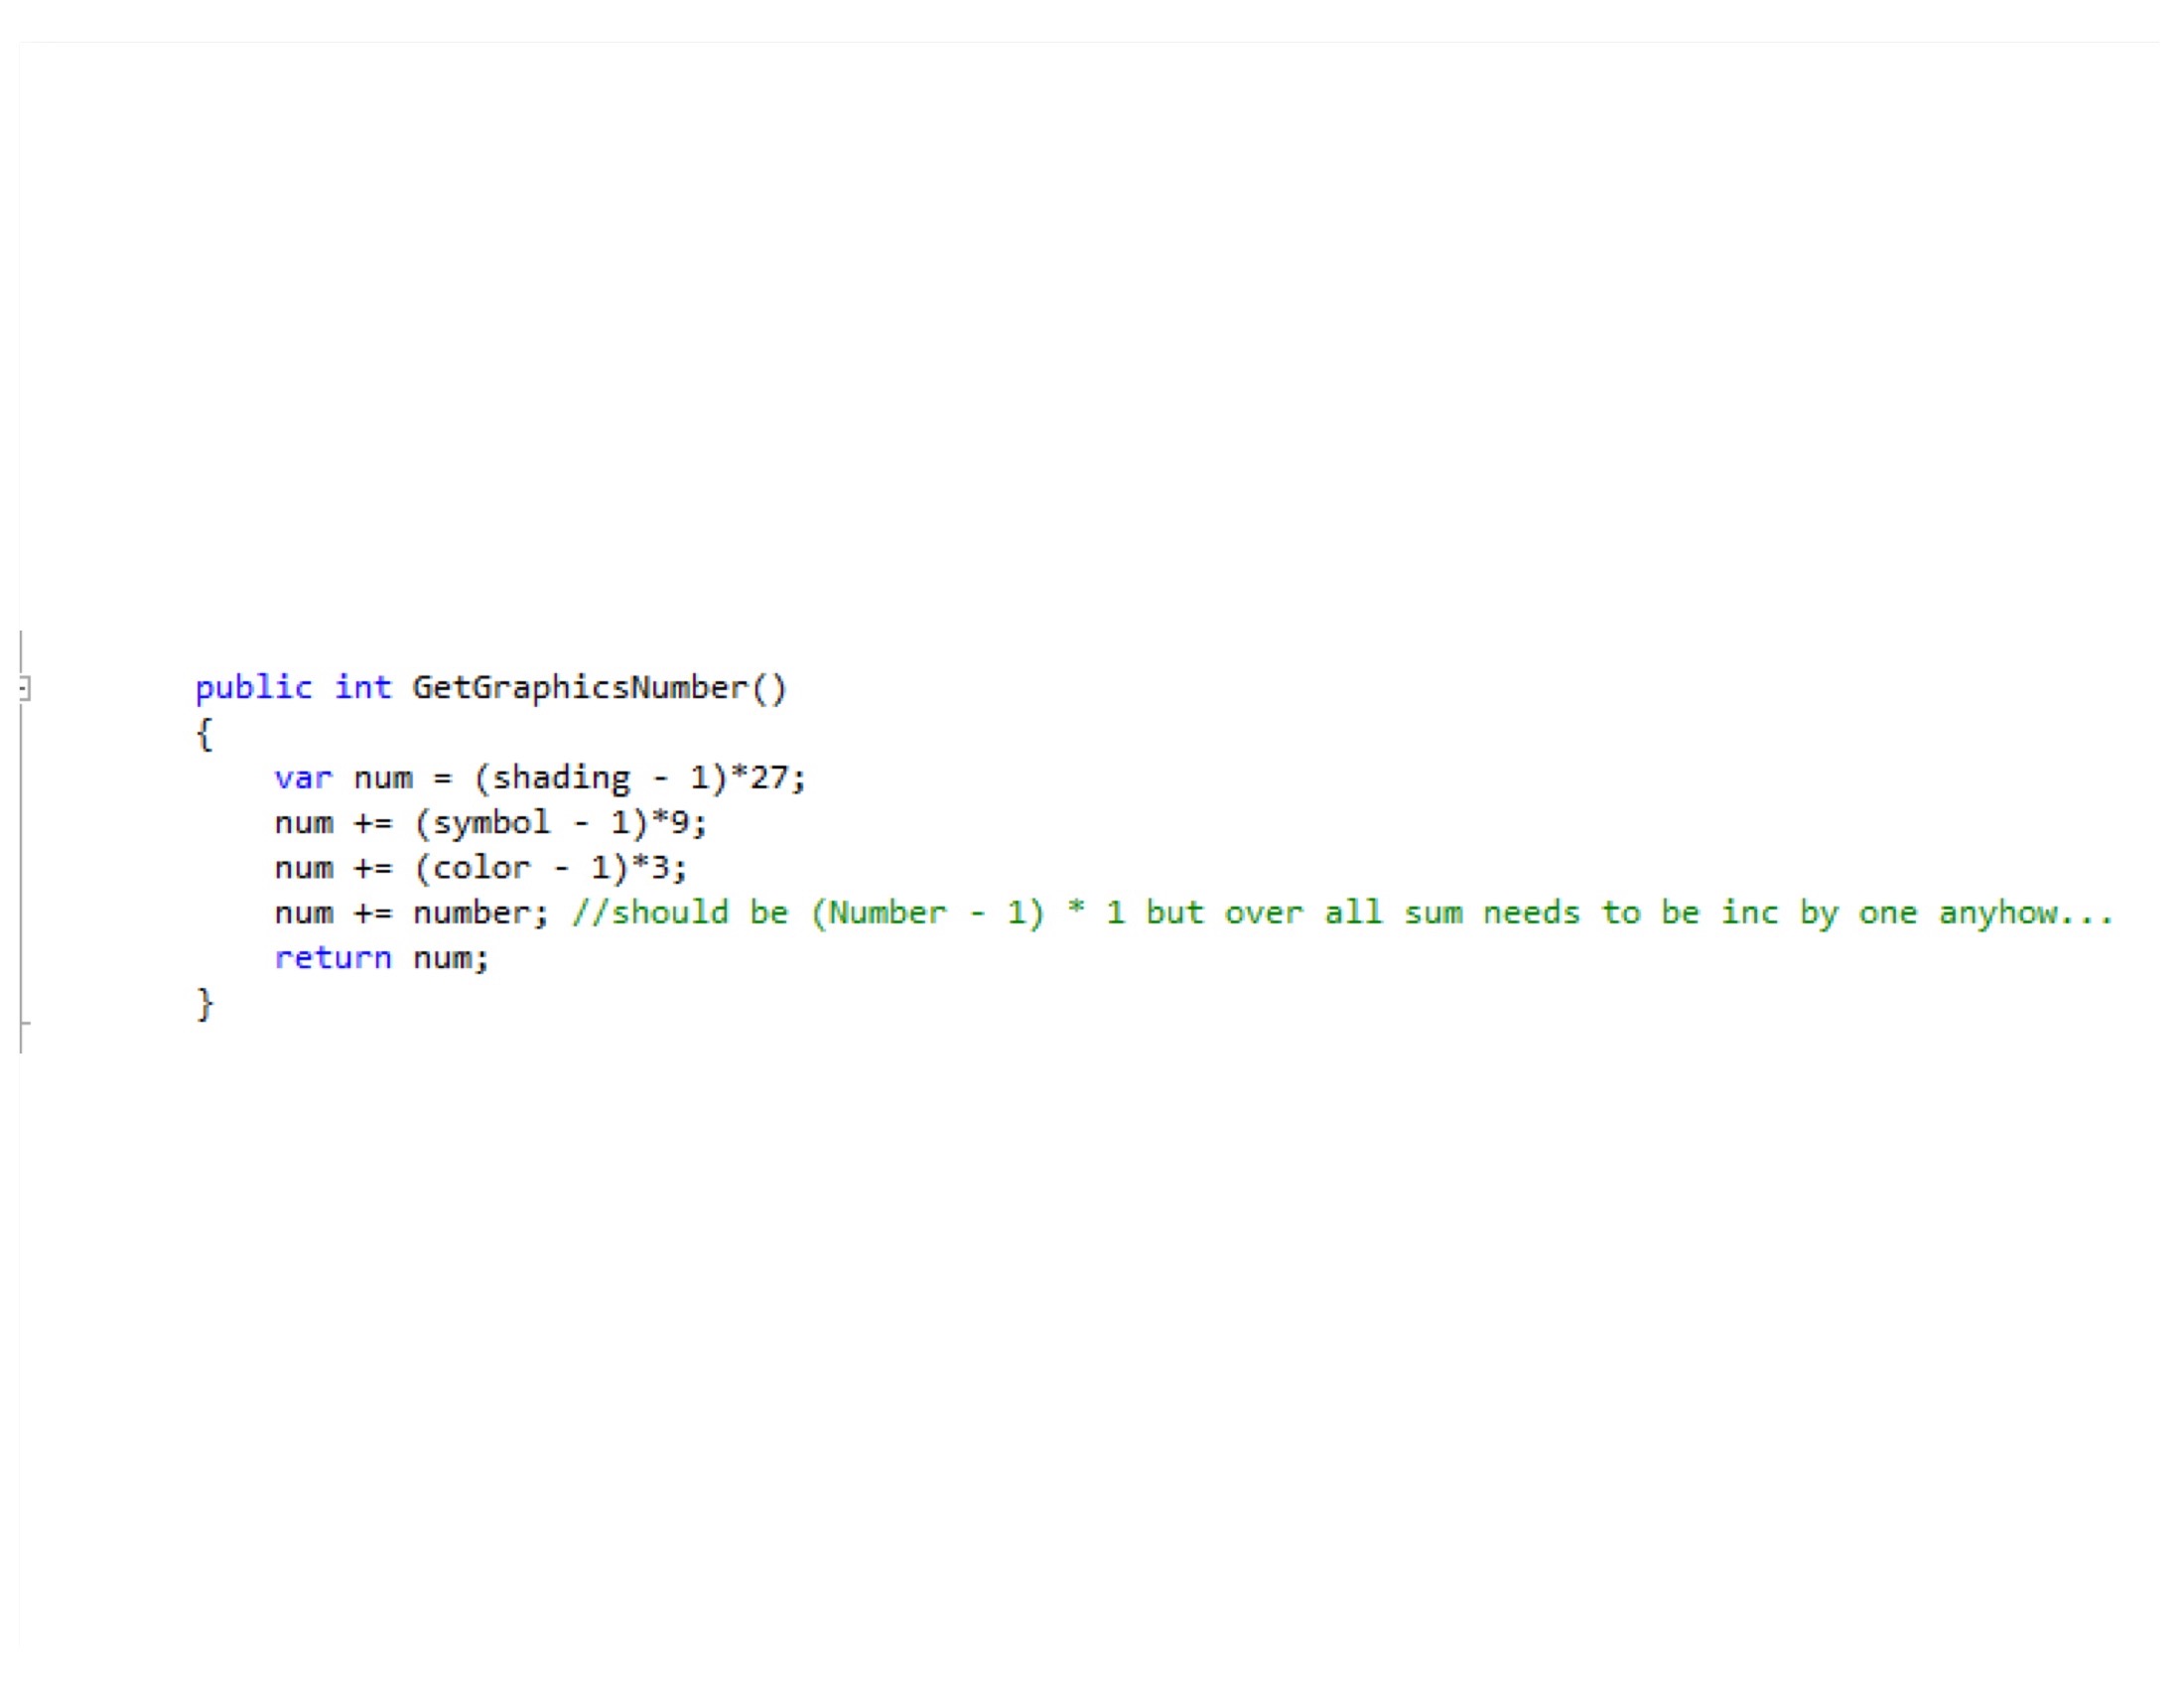 public int GetGraphicsNumber()
{
var num = (shading - 1)*27;
num += (symbol - 1)*9;
num += (color - 1)*3;
num += number; //should be (Number - 1) * 1 but over all sum needs to be inc by one anyhow...
return num;
}